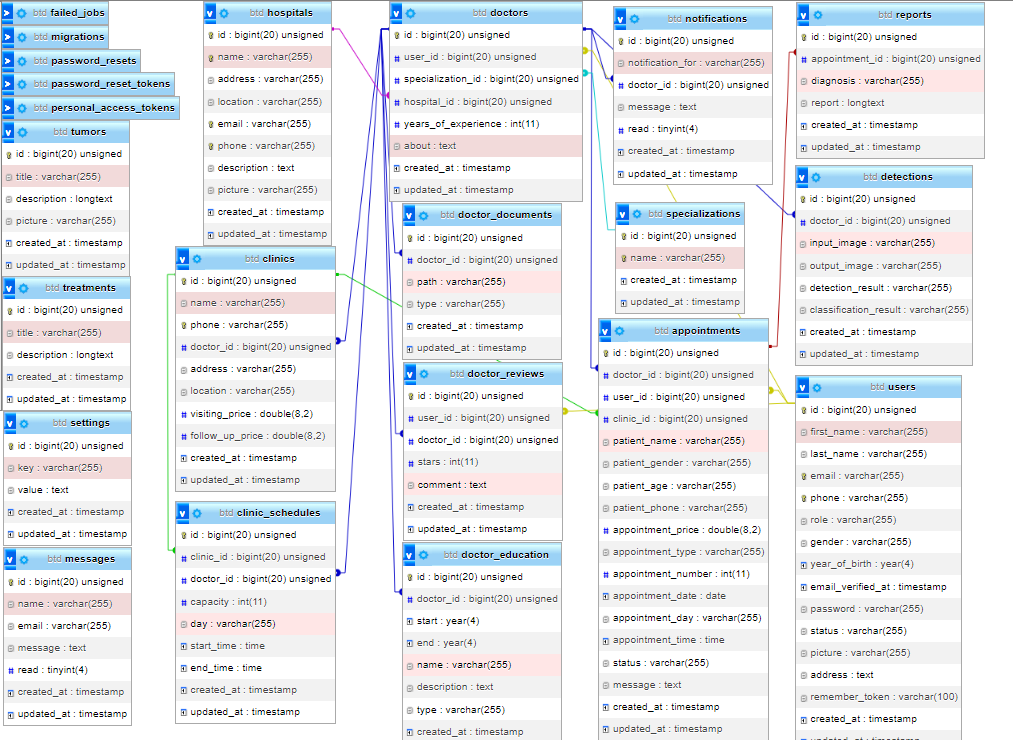 btd failed_jobs
btd migrations
btd password_resets
btd password_reset_tokens
btd personal_access_tokens
btd tumors
id : bigint(20) unsigned
title : varchar(255)
description : longtext
picture : varchar(255)
created_at : timestamp
updated_at : timestamp
btd treatments
id : bigint(20) unsigned
title : varchar(255)
description : longtext
created_at : timestamp
updated_at : timestamp
btd settings
id : bigint(20) unsigned
key : varchar(255)
value : text
created_at : timestamp
updated_at : timestamp
btd messages
id : bigint(20) unsigned
name : varchar(255)
email : varchar(255)
message : text
read : tinyint(4)
created_at : timestamp
updated_at : timestamp
btd hospitals
id : bigint(20) unsigned
name : varchar(255)
address : varchar(255)
location : varchar(255)
email : varchar(255)
phone : varchar(255)
description : text
picture : varchar(255)
created_at : timestamp
updated_at : timestamp
btd clinics
id : bigint(20) unsigned
name : varchar(255)
phone : varchar(255)
doctor_id : bigint(20) unsigned
address : varchar(255)
location : varchar(255)
visiting_price : double(8,2)
follow_up_price : double(8,2)
created_at : timestamp
updated_at : timestamp
btd clinic_schedules
id : bigint(20) unsigned
clinic_id : bigint(20) unsigned
doctor_id : bigint(20) unsigned
capacity : int(11)
day : varchar(255)
start_time : time
end_time : time
created_at : timestamp
updated_at : timestamp
btd doctors
id : bigint(20) unsigned
user_id : bigint(20) unsigned
specialization_id : bigint(20) unsigned
hospital_id : bigint(20) unsigned
years_of_experience : int(11)
about : text
created_at : timestamp
updated_at : timestamp
btd doctor_documents
id : bigint(20) unsigned
doctor_id : bigint(20) unsigned
path : varchar(255)
type : varchar(255)
created_at : timestamp
updated_at : timestamp
btd doctor_reviews
id : bigint(20) unsigned
user_id : bigint(20) unsigned
doctor_id : bigint(20) unsigned
stars : int(11)
comment : text
created_at : timestamp
updated_at : timestamp
btd doctor_education
id : bigint(20) unsigned
doctor_id : bigint(20) unsigned
start : year(4)
end : year(4)
name : varchar(255)
description : text
type : varchar(255)
created_at : timestamp
btd notifications
id : bigint(20) unsigned
notification_for : varchar(255)
doctor_id : bigint(20) unsigned
message : text
read : tinyint(4)
created_at : timestamp
updated_at : timestamp
btd specializations
id : bigint(20) unsigned
name : varchar(255)
created_at : timestamp
updated_at : timestamp
btd appointments
id : bigint(20) unsigned
doctor_id : bigint(20) unsigned
user_id : bigint(20) unsigned
clinic_id : bigint(20) unsigned
patient_name : varchar(255)
patient_gender : varchar(255)
patient_age : varchar(255)
patient_phone : varchar(255)
appointment_price : double(8,2)
appointment_type : varchar(255)
appointment_number : int(11)
appointment_date : date
appointment_day : varchar(255)
appointment_time : time
status : varchar(255)
message : text
created_at : timestamp
updated_at : timestamp
btd reports
id : bigint(20) unsigned
appointment_id : bigint(20) unsigned
diagnosis : varchar(255)
report : longtext
created_at : timestamp
updated_at : timestamp
btd detections
id : bigint(20) unsigned
doctor_id : bigint(20) unsigned
input_image : varchar(255)
output_image : varchar(255)
detection_result : varchar(255)
classification_result : varchar(255)
created_at : timestamp
updated_at : timestamp
btd users
id : bigint(20) unsigned
first_name : varchar(255)
last_name : varchar(255)
email : varchar(255)
phone : varchar(255)
role : varchar(255)
gender : varchar(255)
year_of_birth : year(4)
email_verified_at : timestamp
password : varchar(255)
status : varchar(255)
picture : varchar(255)
address : text
remember_token : varchar(100)
created_at : timestamp